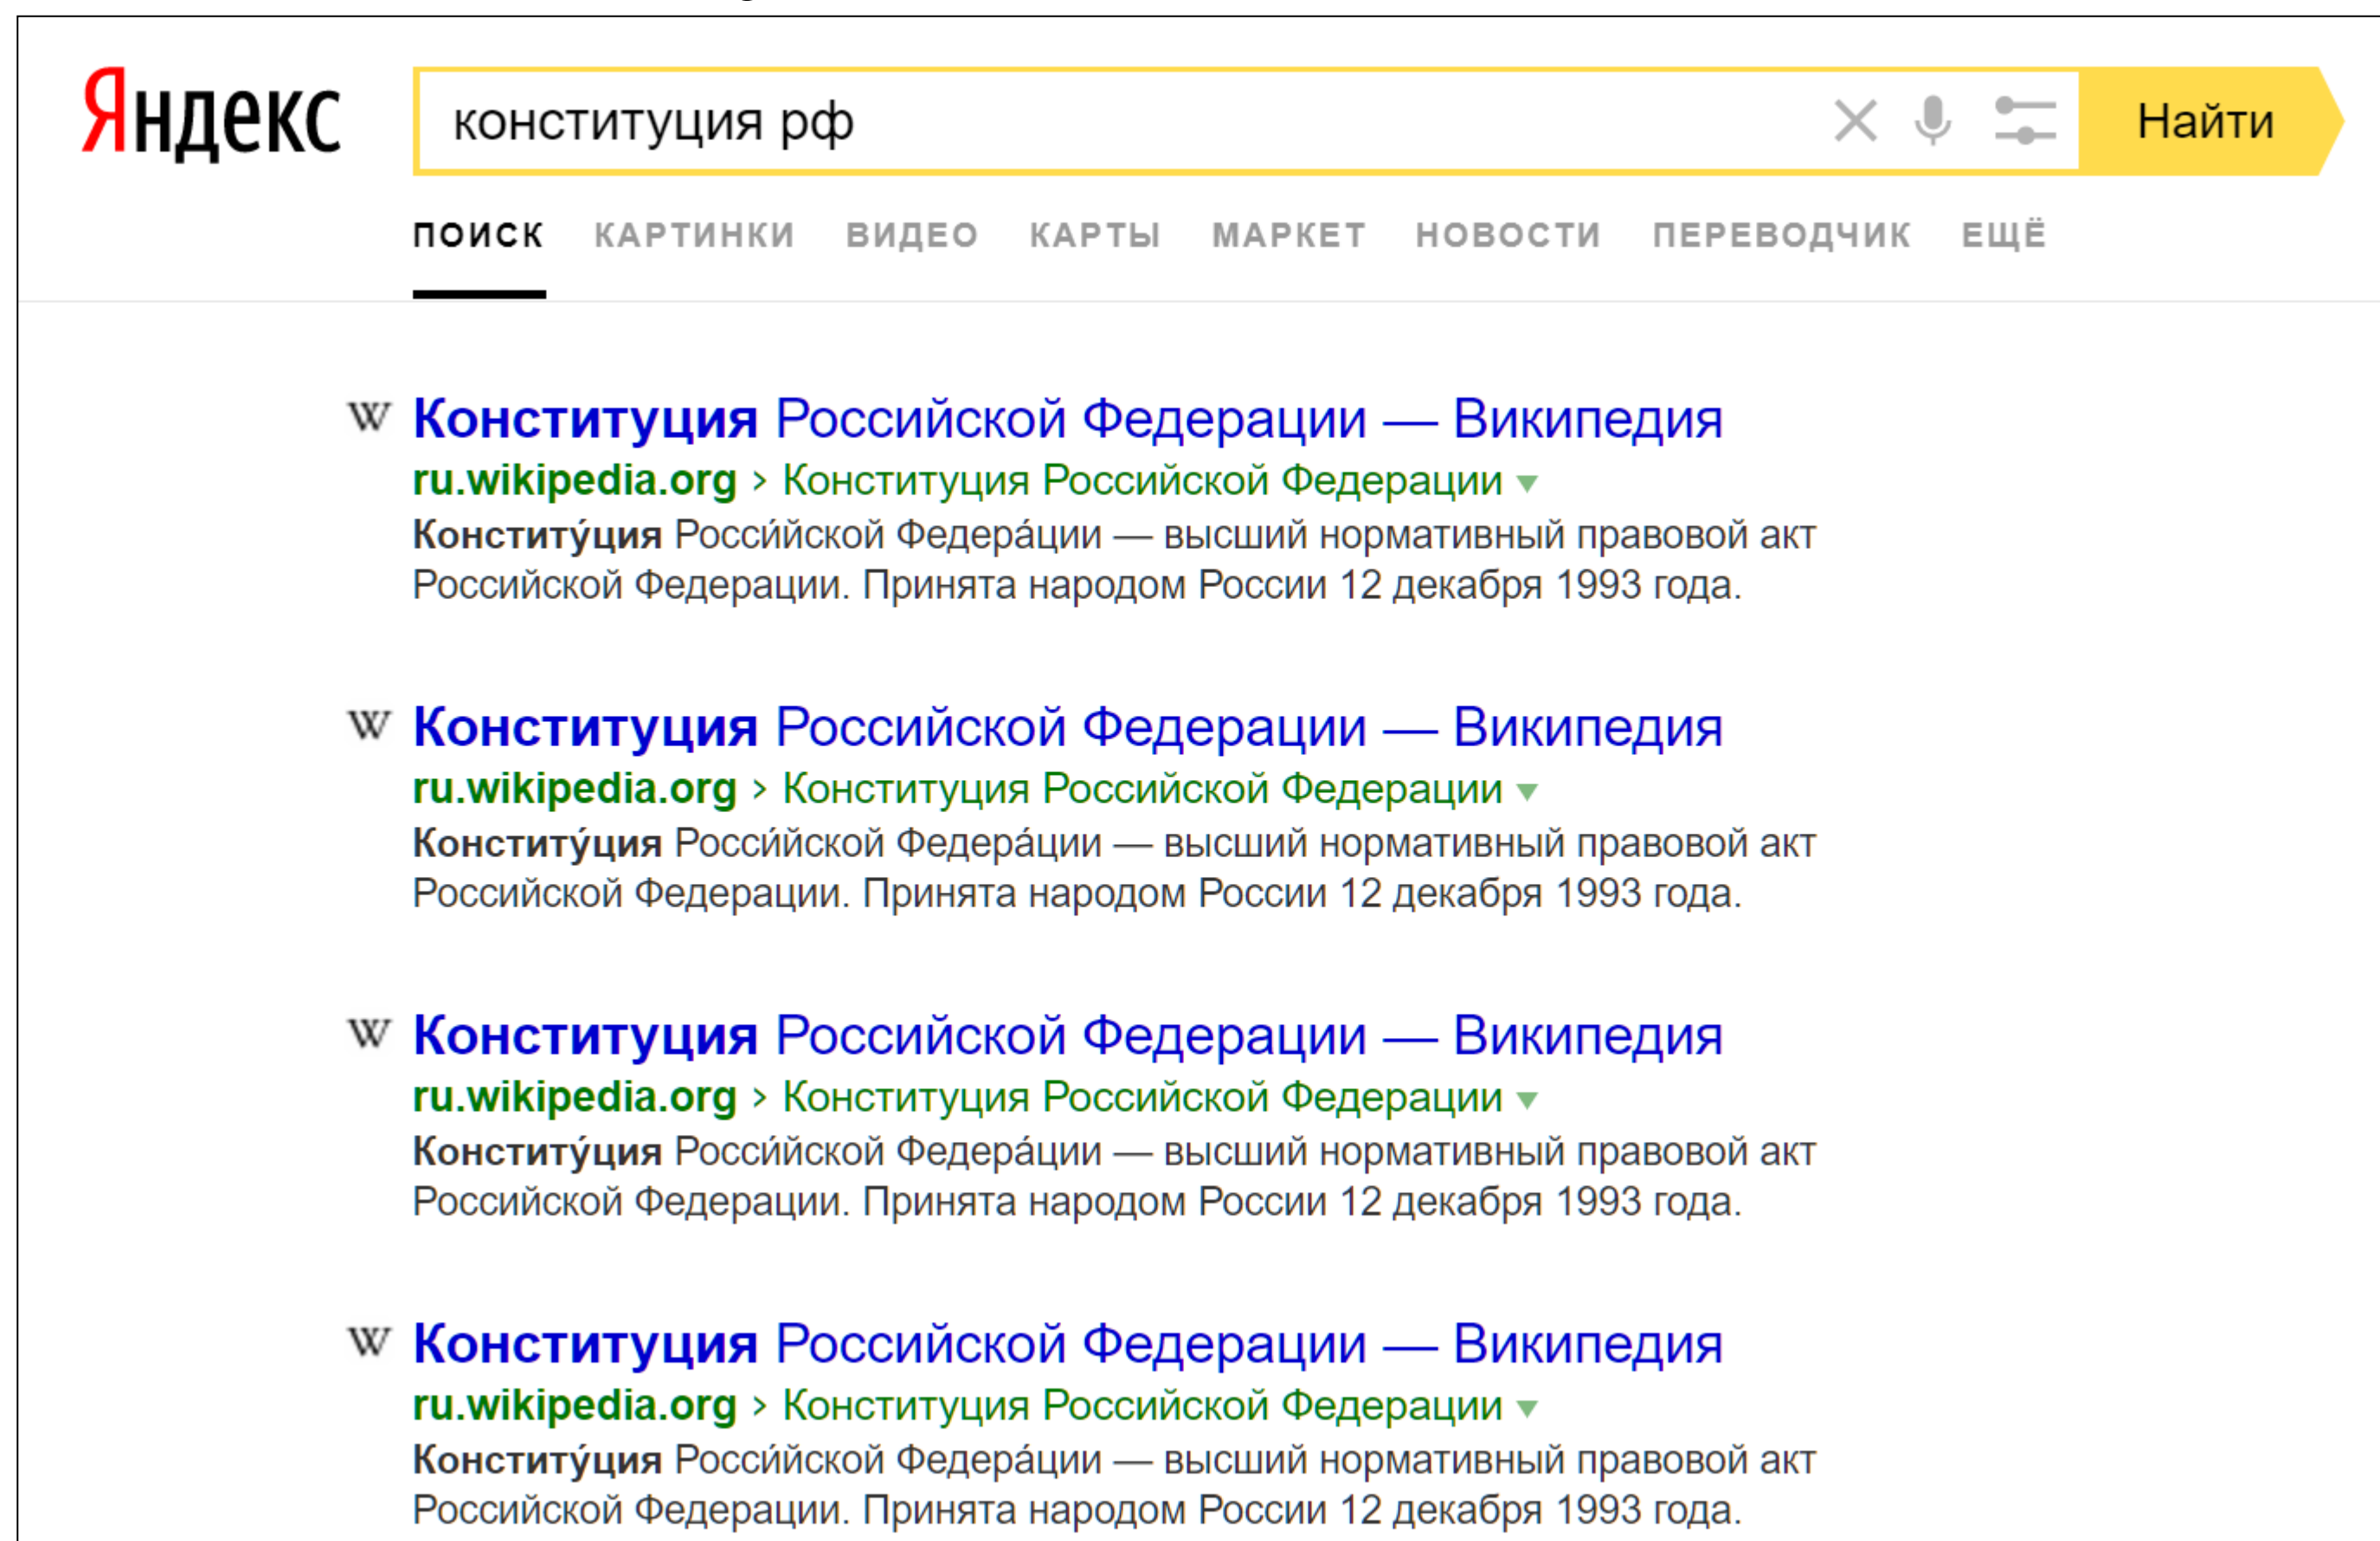 Яндекс
конституция рф
Найти
ПОИСК КАРТИНКИ ВИДЕО КАРТЫ МАРКЕТ НОВОСТИ ПЕРЕВОДЧИК ЕЩЁ
W Конституция Российской Федерации — Википедия
ru.wikipedia.org › Конституция Российской Федерации
Конститу́ция Росси́йской Федера́ции — высший нормативный правовой акт
Российской Федерации. Принята народом России 12 декабря 1993 года.
W Конституция Российской Федерации — Википедия
ru.wikipedia.org › Конституция Российской Федерации
Конститу́ция Росси́йской Федера́ции — высший нормативный правовой акт
Российской Федерации. Принята народом России 12 декабря 1993 года.
W Конституция Российской Федерации — Википедия
ru.wikipedia.org › Конституция Российской Федерации
Конститу́ция Росси́йской Федера́ции — высший нормативный правовой акт
Российской Федерации. Принята народом России 12 декабря 1993 года.
W Конституция Российской Федерации — Википедия
ru.wikipedia.org › Конституция Российской Федерации
Конститу́ция Росси́йской Федера́ции — высший нормативный правовой акт
Российской Федерации. Принята народом России 12 декабря 1993 года.